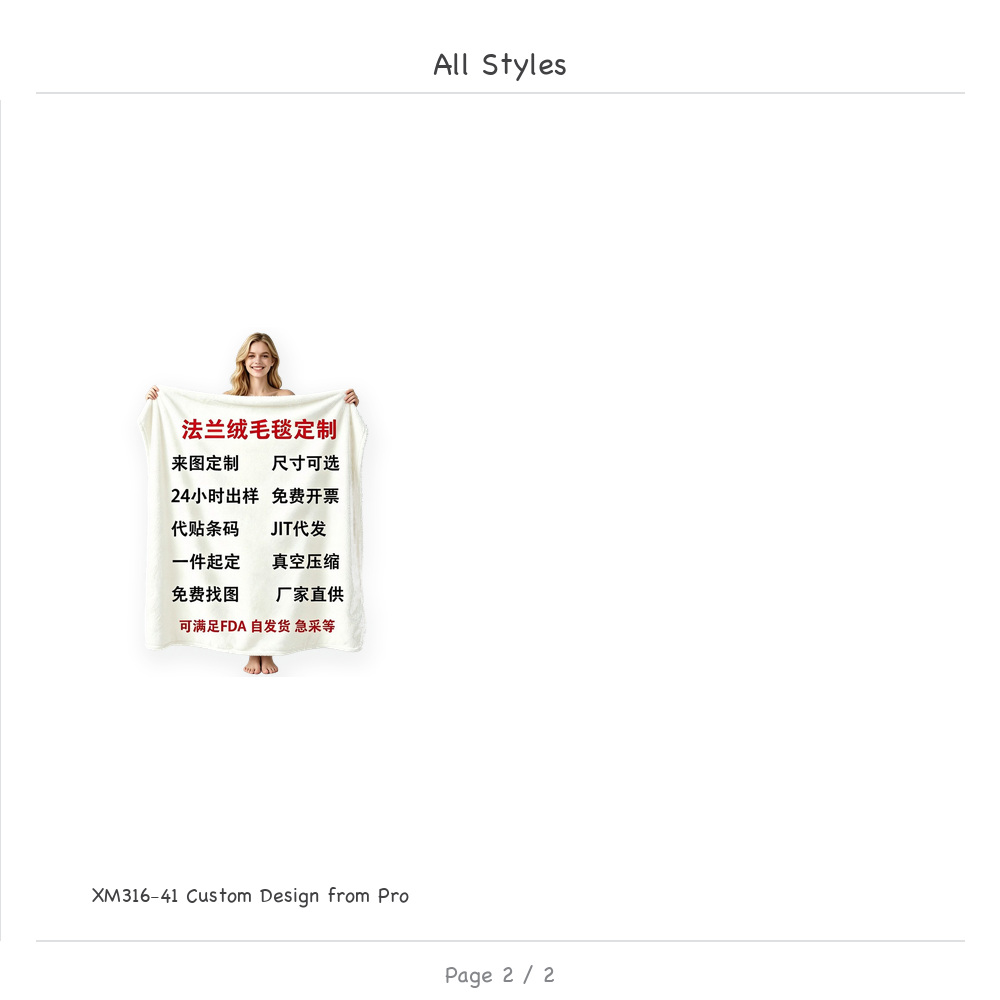 All Styles
法兰绒毛毯定制
来图定制 尺寸可选
24小时出样 免费开票
代贴条码 JIT代发
一件起定 真空压缩
免费找图 厂家直供
可满足FDA 自发货 急采等
XM316-41 Custom Design from Pro
Page 2 / 2